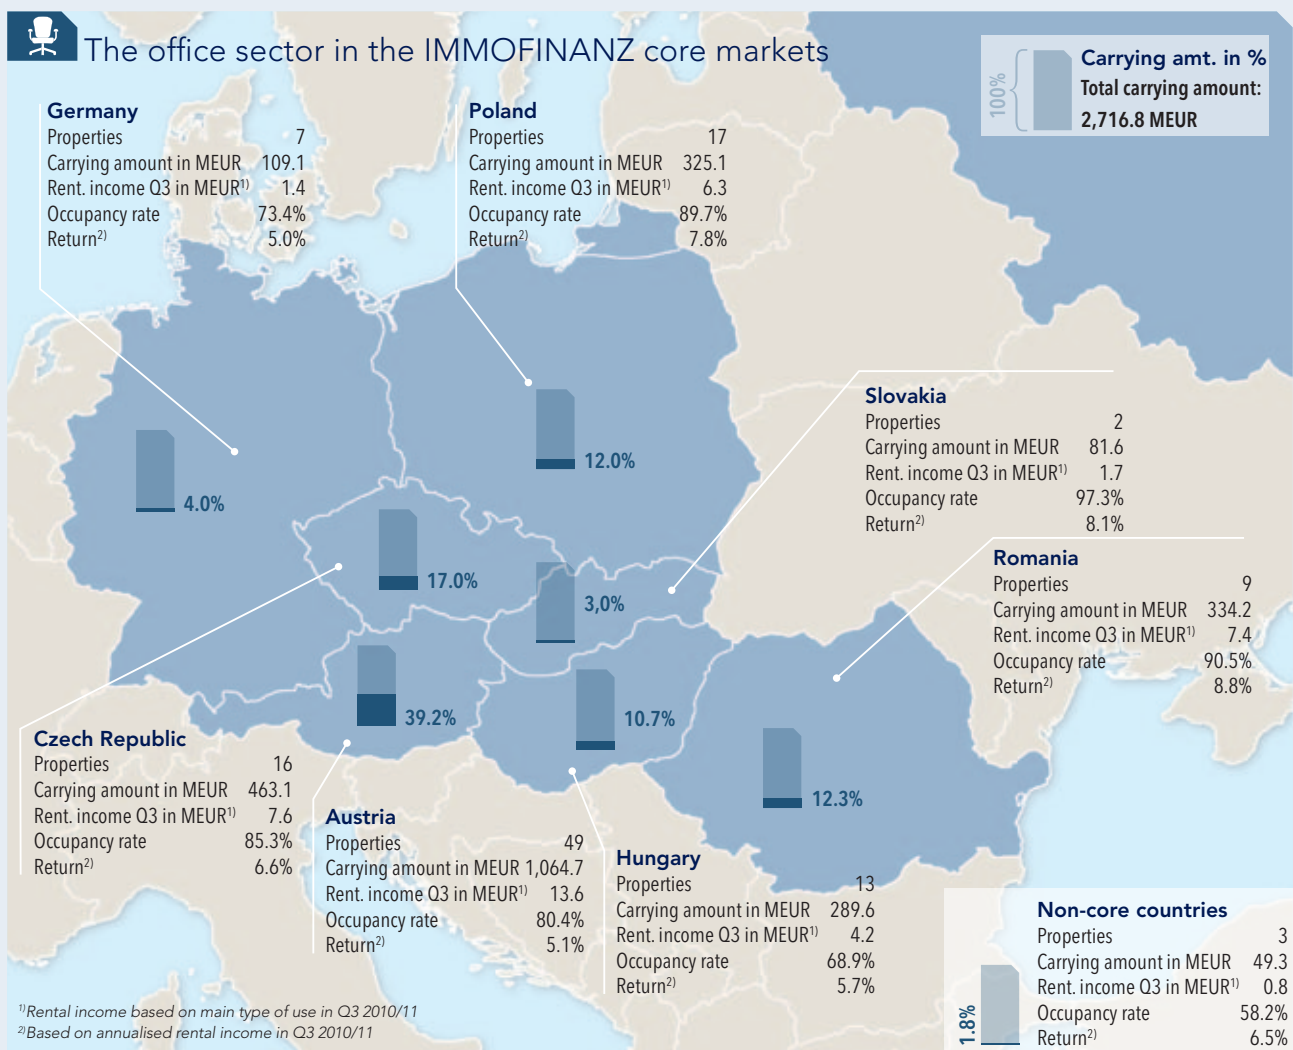 The office sector in the IMMOFINANZ core markets
100%
Carrying amt. in %
Total carrying amount:
2,716.8 MEUR
Germany
Properties 7
Carrying amount in MEUR 109.1
Rent. income Q3 in MEUR1) 1.4
Occupancy rate 73.4%
Return2) 5.0%
Poland
Properties 17
Carrying amount in MEUR 325.1
Rent. income Q3 in MEUR1) 6.3
Occupancy rate 89.7%
Return2) 7.8%
Slovakia
Properties 2
Carrying amount in MEUR 81.6
Rent. income Q3 in MEUR1) 1.7
Occupancy rate 97.3%
Return2) 8.1%
12.0%
4.0%
17.0%
3,0%
39.2%
10.7%
12.3%
Romania
Properties 9
Carrying amount in MEUR 334.2
Rent. income Q3 in MEUR1) 7.4
Occupancy rate 90.5%
Return2) 8.8%
Czech Republic
Properties 16
Carrying amount in MEUR 463.1
Rent. income Q3 in MEUR1) 7.6
Occupancy rate 85.3%
Return2) 6.6%
Austria
Properties 49
Carrying amount in MEUR 1,064.7
Rent. income Q3 in MEUR1) 13.6
Occupancy rate 80.4%
Return2) 5.1%
Hungary
Properties 13
Carrying amount in MEUR 289.6
Rent. income Q3 in MEUR1) 4.2
Occupancy rate 68.9%
Return2) 5.7%
Non-core countries
Properties 3
Carrying amount in MEUR 49.3
Rent. income Q3 in MEUR1) 0.8
Occupancy rate 58.2%
Return2) 6.5%
1.8%
1)Rental income based on main type of use in Q3 2010/11
2)Based on annualised rental income in Q3 2010/11